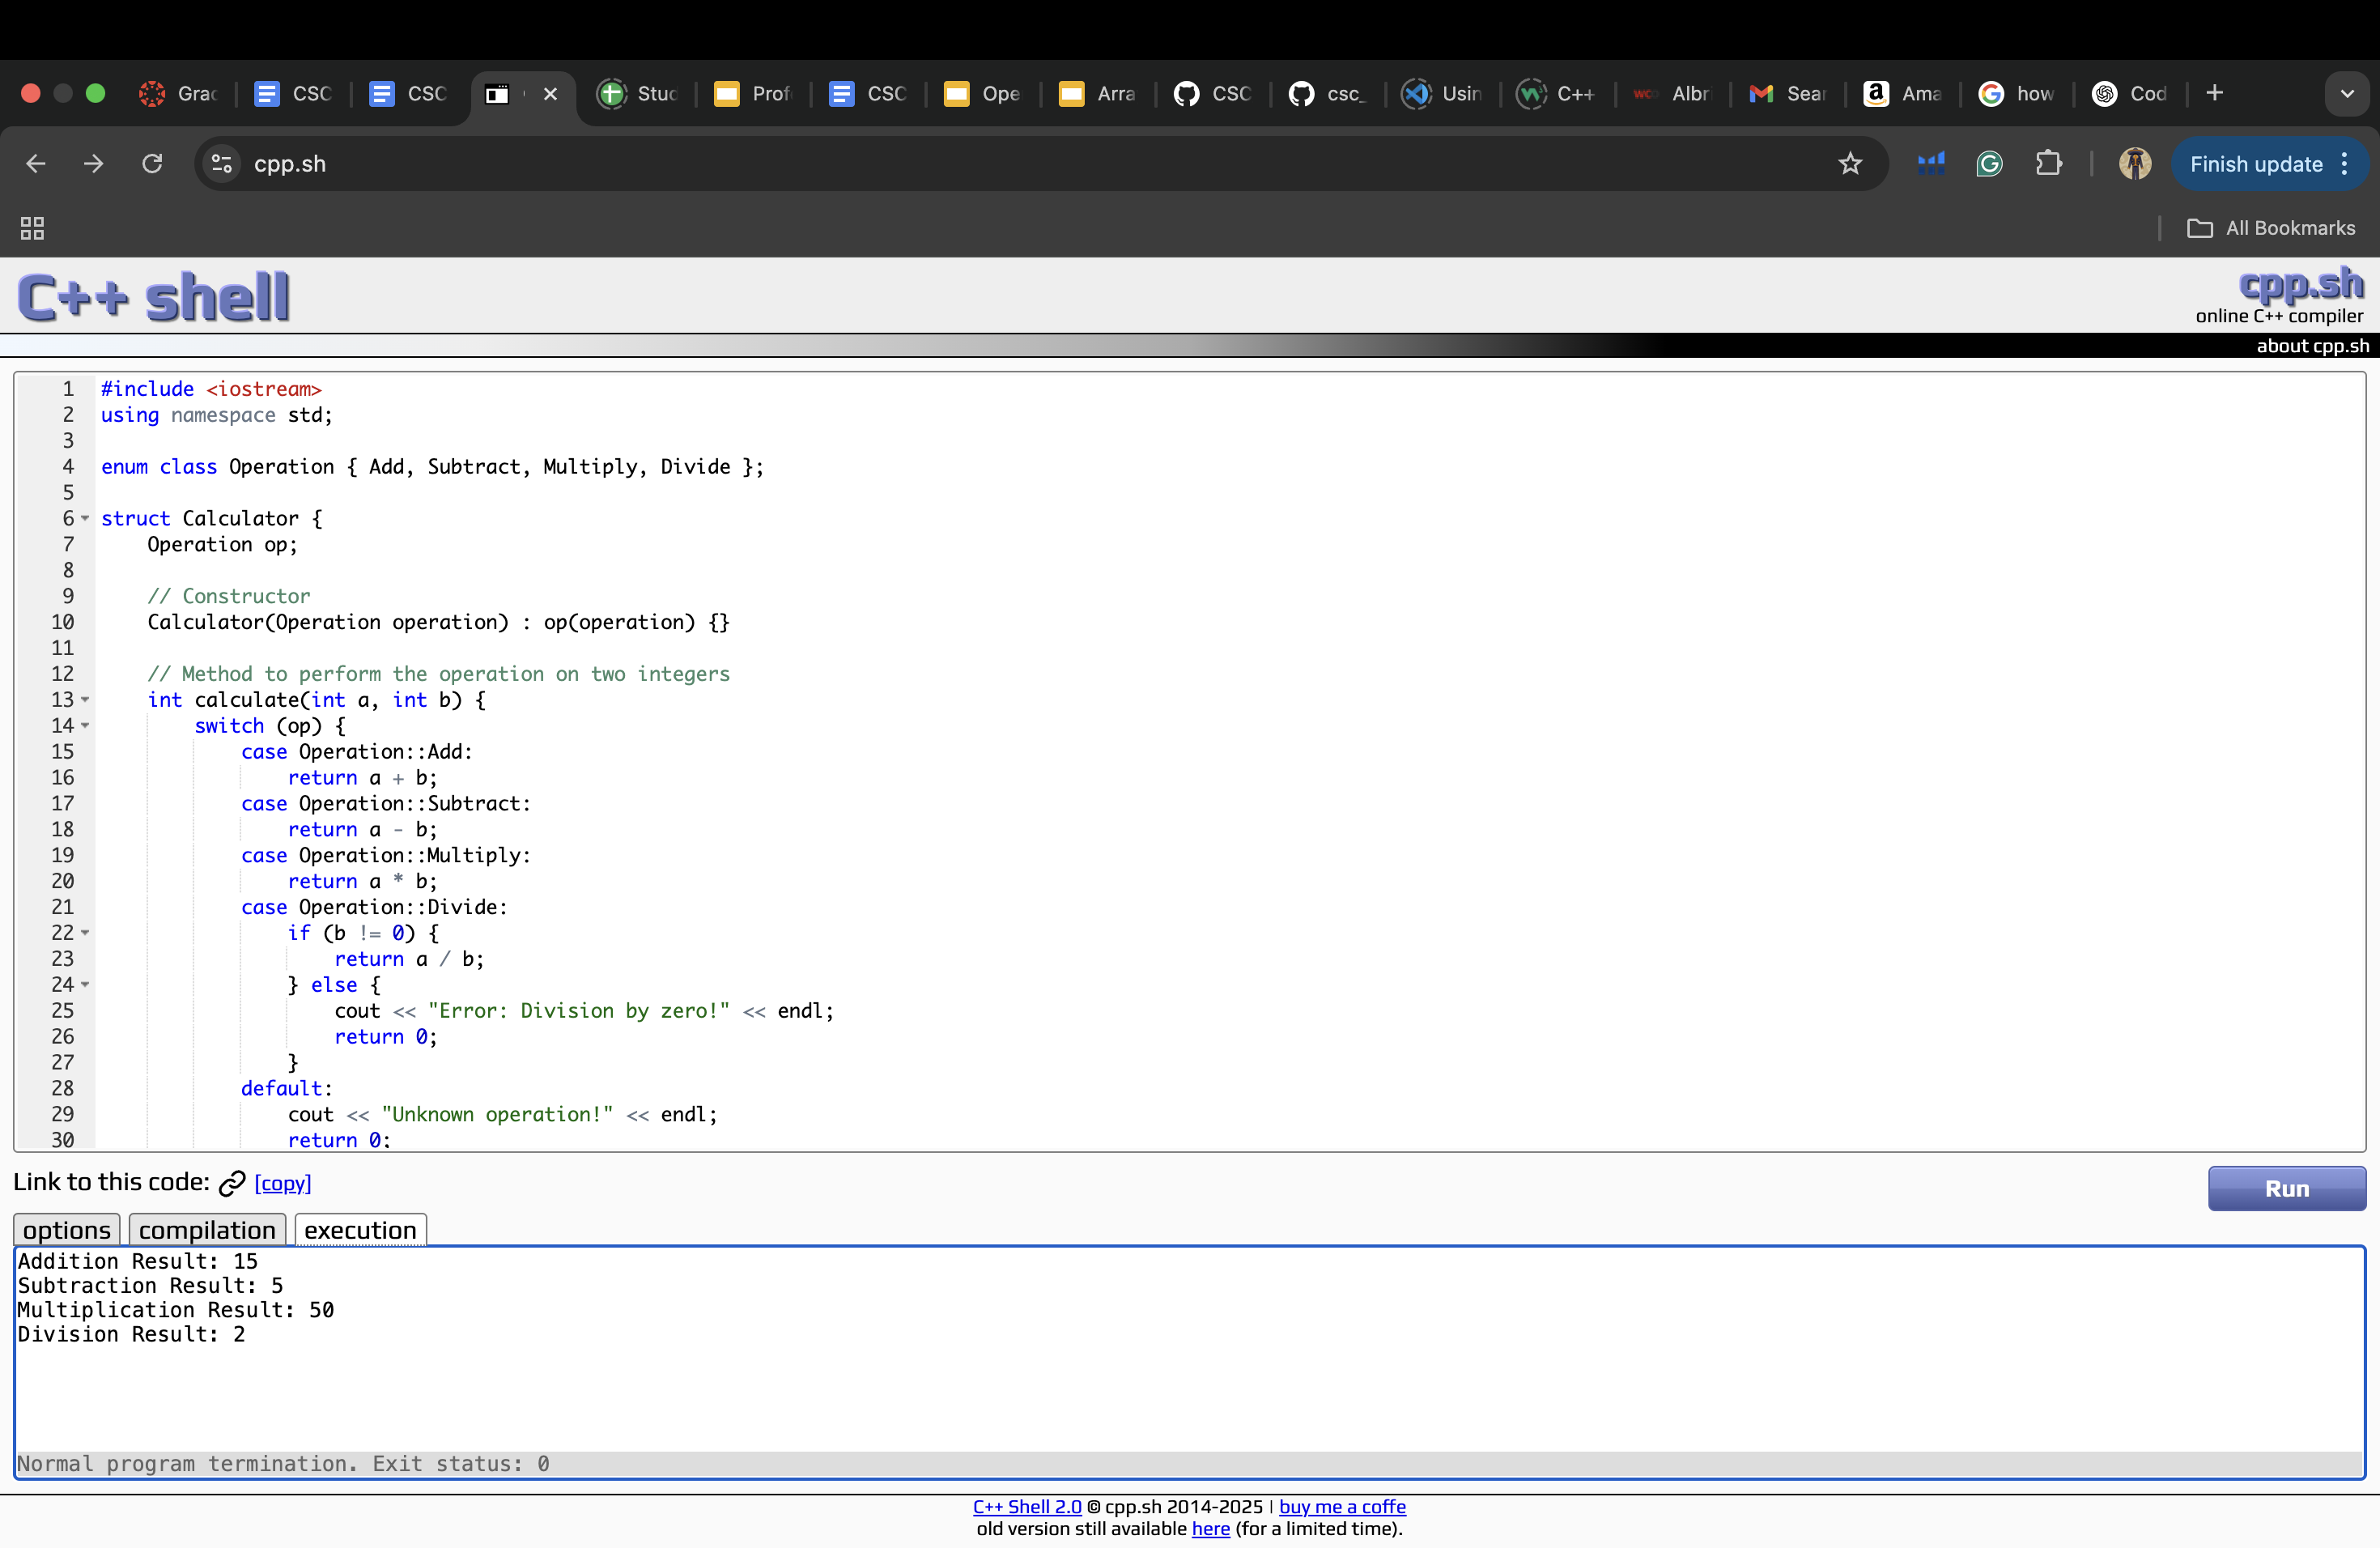 Grac CSC CSC Stud Prof CSC Ope Arra CSC csc_ Usin C++ Albri Sear Ama how Cod
cpp.sh
Finish update
All Bookmarks
C++ shell
cpp.sh
online C++ compiler
about cpp.sh
1 #include <iostream>
2 using namespace std;
3
4 enum class Operation { Add, Subtract, Multiply, Divide };
5
6 struct Calculator {
7     Operation op;
8
9     // Constructor
10     Calculator(Operation operation) : op(operation) {}
11
12     // Method to perform the operation on two integers
13     int calculate(int a, int b) {
14         switch (op) {
15             case Operation::Add:
16                 return a + b;
17             case Operation::Subtract:
18                 return a - b;
19             case Operation::Multiply:
20                 return a * b;
21             case Operation::Divide:
22                 if (b != 0) {
23                     return a / b;
24                 } else {
25                     cout << "Error: Division by zero!" << endl;
26                     return 0;
27                 }
28             default:
29                 cout << "Unknown operation!" << endl;
30                 return 0;
Link to this code: [copy]
Run
options compilation execution
Addition Result: 15
Subtraction Result: 5
Multiplication Result: 50
Division Result: 2
Normal program termination. Exit status: 0
C++ Shell 2.0 © cpp.sh 2014-2025 | buy me a coffe
old version still available here (for a limited time).